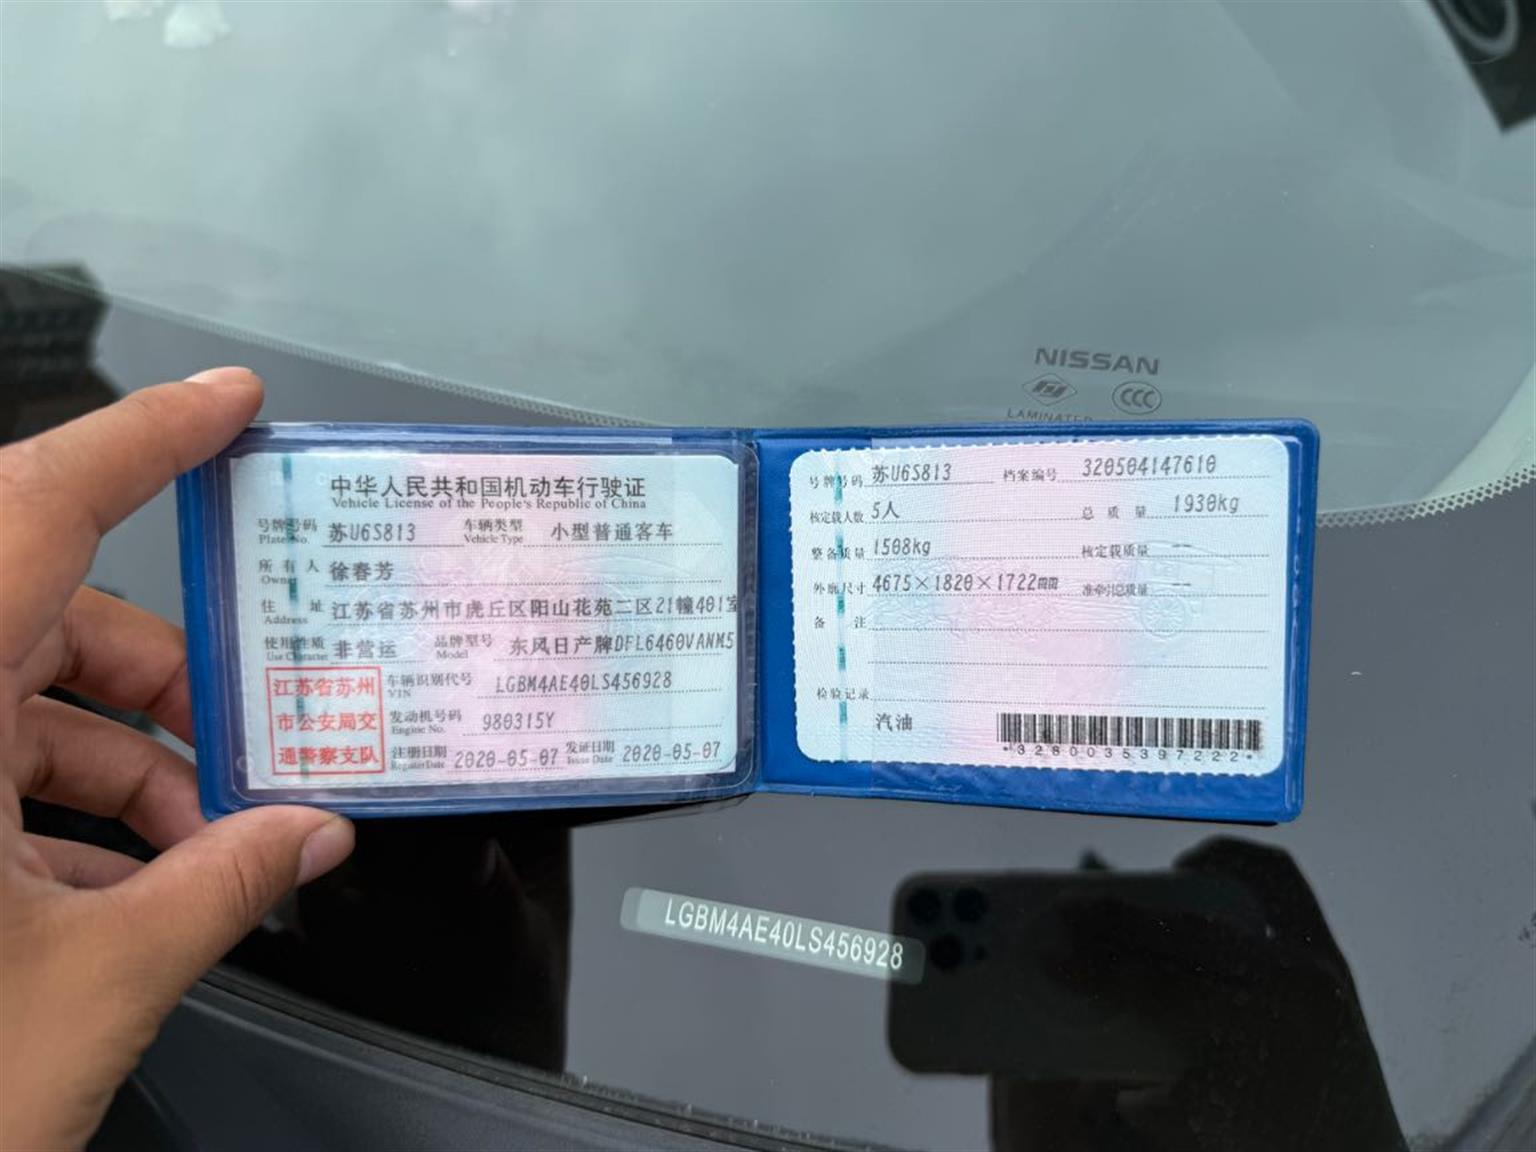 NISSAN
CCC
LAMINATED
中华人民共和国机动车行驶证
Vehicle License of the People's Republic of China
号牌号码 苏U6S813 车辆类型 小型普通客车
Plate No. Vehicle Type
所有人 徐春芳
Owner
住址 江苏省苏州市虎丘区阳山花苑二区21幢401室
Address
使用性质 非营运 品牌型号 东风日产牌DFL6460VANM5
Use Character Model
江苏省苏州
市公安局交
通警察支队
车辆识别代号 LGBM4AE40LS456928
VIN
发动机号码 980315Y
Engine No.
注册日期 2020-05-07 发证日期 2020-05-07
Register Date Issue Date
号牌号码 苏U6S813 档案编号 320504147610
核定载人数 5人 总质量 1930kg
整备质量 1508kg 核定载质量 --
外廓尺寸 4675×1820×1722mm 准牵引总质量 --
备注
检验记录
汽油
*3280035397222*
LGBM4AE40LS456928